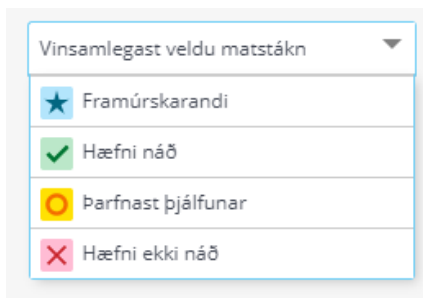 Vinsamlegast veldu matstákn
Framúrskarandi
Hæfni náð
Þarfnast þjálfunar
Hæfni ekki náð